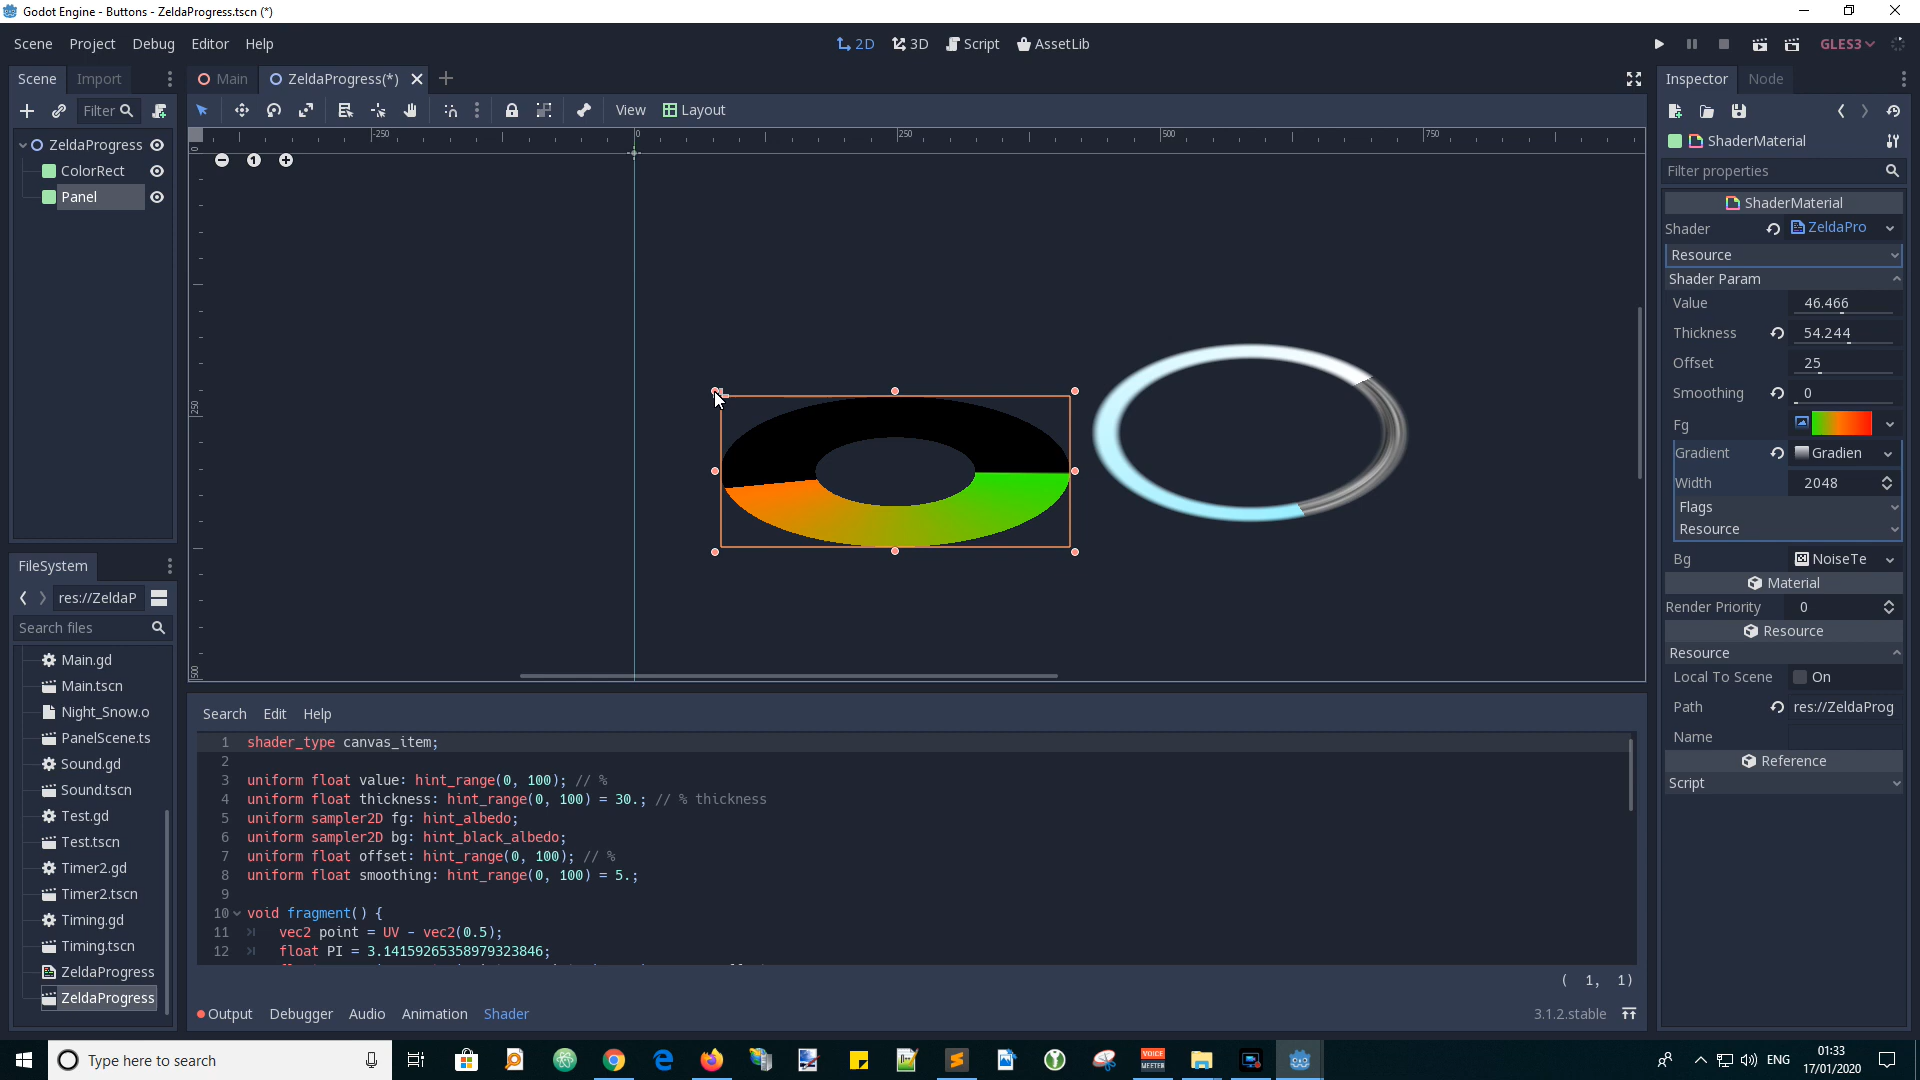 Godot Engine - Buttons - ZeldaProgress.tscn (*)
Scene Project Debug Editor Help
2D 3D Script AssetLib
GLES3
Scene Import
Main ZeldaProgress(*)
Inspector Node
Filter
View Layout
-250 0 250 500 750
ZeldaProgress
ColorRect
Panel
1
0
250
500
ShaderMaterial
Filter properties
ShaderMaterial
Shader ZeldaPro
Resource
Shader Param
Value 46.466
Thickness 54.244
Offset 25
Smoothing 0
Fg
Gradient Gradien
Width 2048
Flags
Resource
Bg NoiseTe
Material
Render Priority 0
Resource
Resource
Local To Scene On
Path res://ZeldaProg
Name
Reference
Script
FileSystem
res://ZeldaP
Search files
Main.gd
Main.tscn
Night_Snow.o
PanelScene.ts
Sound.gd
Sound.tscn
Test.gd
Test.tscn
Timer2.gd
Timer2.tscn
Timing.gd
Timing.tscn
ZeldaProgress
ZeldaProgress
Search Edit Help
1 shader_type canvas_item;
2
3 uniform float value: hint_range(0, 100); // %
4 uniform float thickness: hint_range(0, 100) = 30.; // % thickness
5 uniform sampler2D fg: hint_albedo;
6 uniform sampler2D bg: hint_black_albedo;
7 uniform float offset: hint_range(0, 100); // %
8 uniform float smoothing: hint_range(0, 100) = 5.;
9
10 void fragment() {
11 vec2 point = UV - vec2(0.5);
12 float PI = 3.14159265358979323846;
( 1, 1)
Output Debugger Audio Animation Shader
3.1.2.stable
Type here to search
VOICE
MEETER
ENG
01:33
17/01/2020